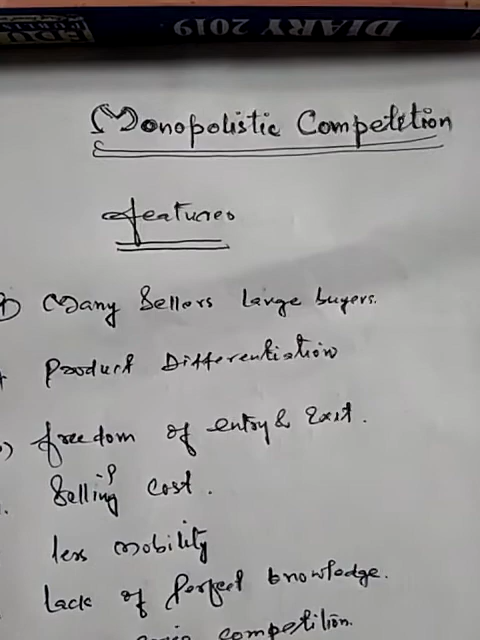 DIARY 2019
Monopolistic Competition
features
1) Many Sellers Large buyers.
Product Differentiation
freedom of entry & Exit.
Selling cost.
less mobility
Lack of Perfect knowledge.
competition.